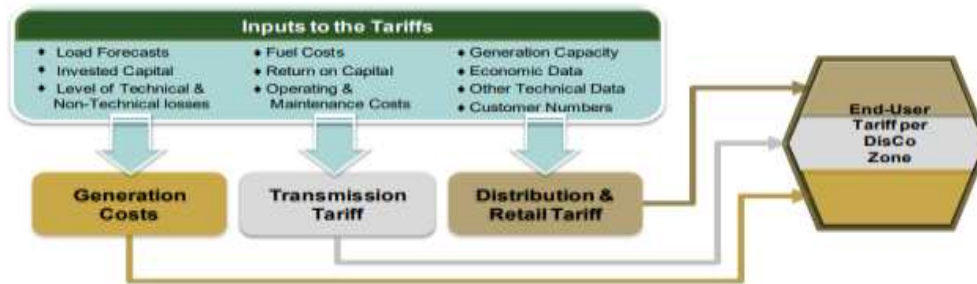 Inputs to the Tariffs
◆ Load Forecasts
◆ Invested Capital
◆ Level of Technical &
Non-Technical losses
◆ Fuel Costs
◆ Return on Capital
◆ Operating &
Maintenance Costs
◆ Generation Capacity
◆ Economic Data
◆ Other Technical Data
◆ Customer Numbers
Generation
Costs
Transmission
Tariff
Distribution &
Retail Tariff
End-User
Tariff per
DisCo
Zone